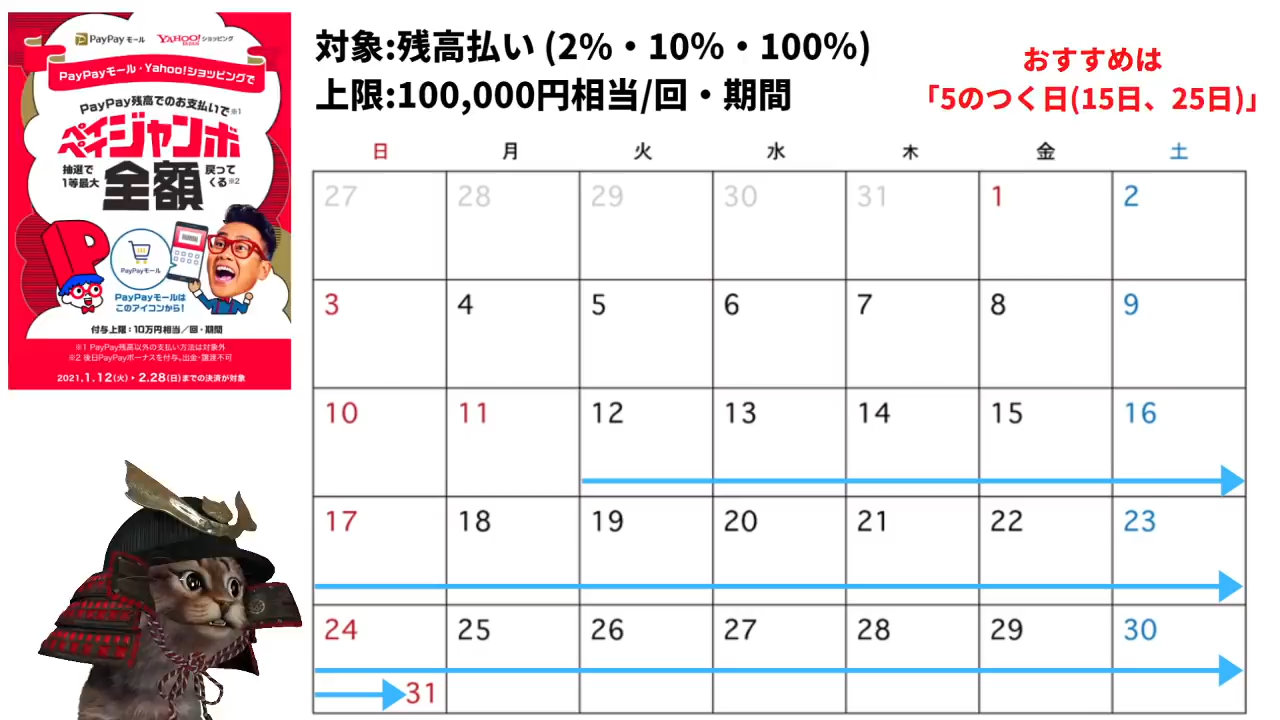 PayPayモール YAHOO!ショッピング JAPAN
PayPayモール・Yahoo!ショッピングで
PayPay残高でのお支払いで※1
ペイペイジャンボ
抽選で
1等最大
全額
戻って
くる※2
PayPayモール
PayPayモールは
このアイコンから!
付与上限：10万円相当／回・期間
※1 PayPay残高以外の支払い方法は対象外
※2 後日PayPayボーナスを付与。出金・譲渡不可
2021.1.12(火)・2.28(日)までの決済が対象
対象:残高払い (2%・10%・100%)
上限:100,000円相当/回・期間
おすすめは
「5のつく日(15日、25日)」
日 月 火 水 木 金 土
27 28 29 30 31 1 2
3 4 5 6 7 8 9
10 11 12 13 14 15 16
17 18 19 20 21 22 23
24 25 26 27 28 29 30
31